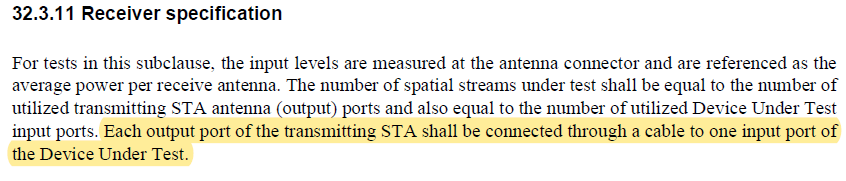 32.3.11 Receiver specification
For tests in this subclause, the input levels are measured at the antenna connector and are referenced as the
average power per receive antenna. The number of spatial streams under test shall be equal to the number of
utilized transmitting STA antenna (output) ports and also equal to the number of utilized Device Under Test
input ports. Each output port of the transmitting STA shall be connected through a cable to one input port of
the Device Under Test.